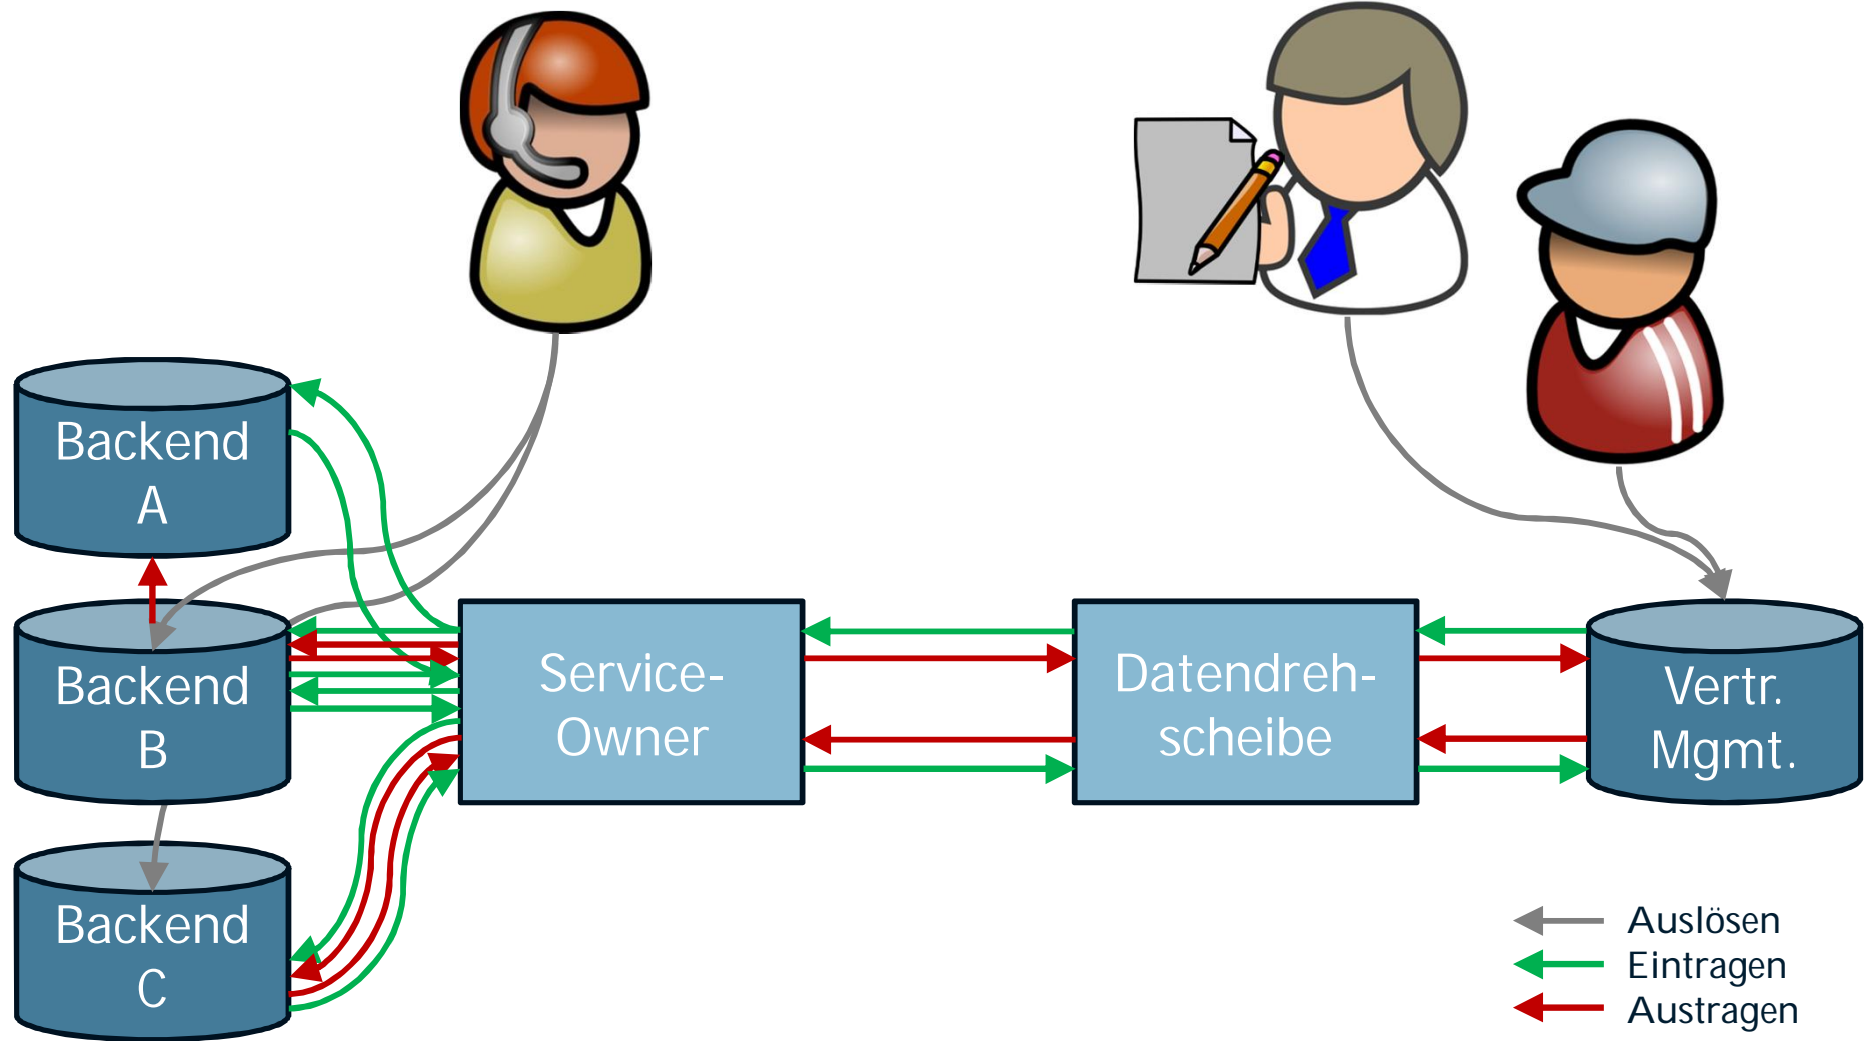 Backend
A
Backend
B
Backend
C
Service-
Owner
Datendreh-
scheibe
Vertr.
Mgmt.
Auslösen
Eintragen
Austragen